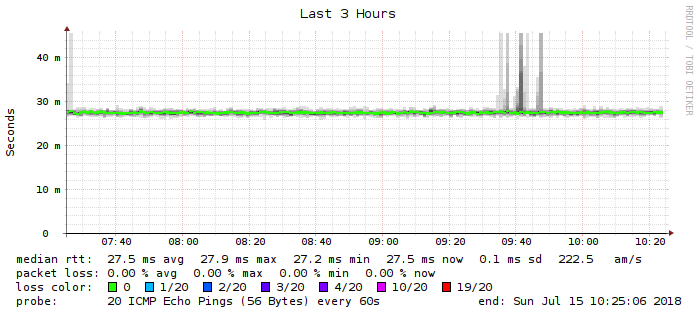 Last 3 Hours
RRDTOOL / TOBI OETIKER
Seconds
40 m
30 m
20 m
10 m
0
07:40 08:00 08:20 08:40 09:00 09:20 09:40 10:00 10:20
median rtt: 27.5 ms avg 27.9 ms max 27.2 ms min 27.5 ms now 0.1 ms sd 222.5 am/s
packet loss: 0.00 % avg 0.00 % max 0.00 % min 0.00 % now
loss color: 0 1/20 2/20 3/20 4/20 10/20 19/20
probe: 20 ICMP Echo Pings (56 Bytes) every 60s end: Sun Jul 15 10:25:06 2018